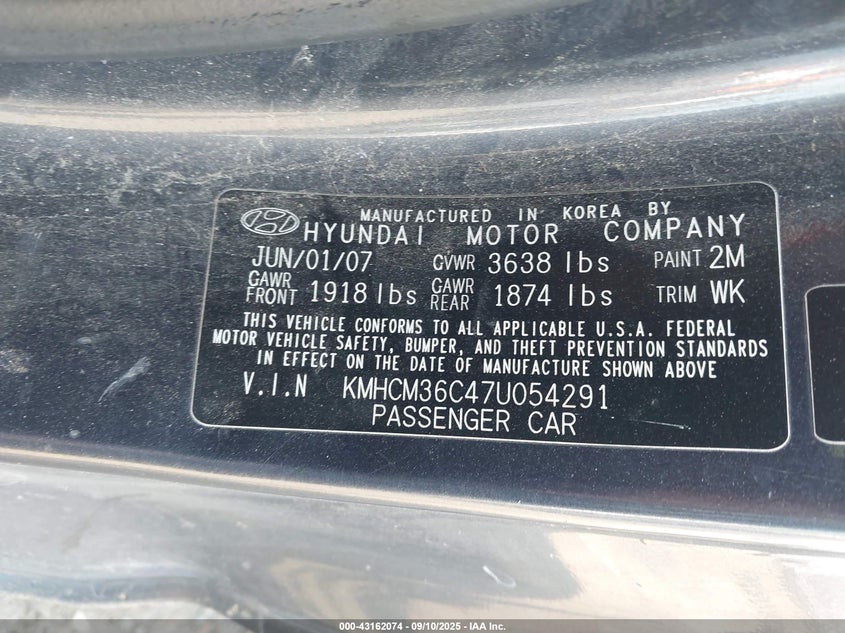 MANUFACTURED IN KOREA BY
HYUNDAI MOTOR COMPANY
JUN/01/07 GVWR 3638 lbs PAINT 2M
GAWR FRONT 1918 lbs GAWR REAR 1874 lbs TRIM WK
THIS VEHICLE CONFORMS TO ALL APPLICABLE U.S.A. FEDERAL
MOTOR VEHICLE SAFETY, BUMPER, AND THEFT PREVENTION STANDARDS
IN EFFECT ON THE DATE OF MANUFACTURE SHOWN ABOVE
V.I.N KMHCM36C47U054291
PASSENGER CAR
000-43162074 - 09/10/2025 - IAA Inc.